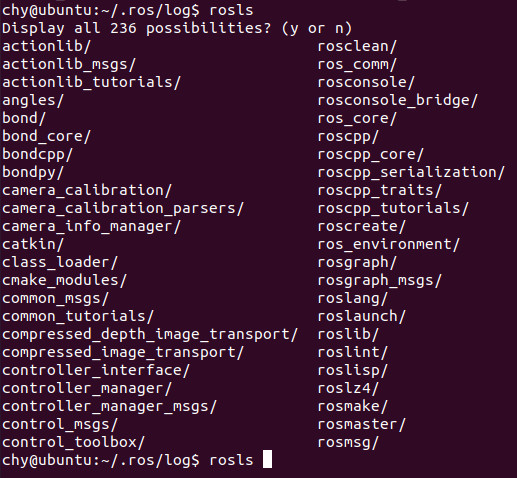 chy@ubuntu:~/.ros/log$ rosls
Display all 236 possibilities? (y or n)
actionlib/ rosclean/
actionlib_msgs/ ros_comm/
actionlib_tutorials/ rosconsole/
angles/ rosconsole_bridge/
bond/ ros_core/
bond_core/ roscpp/
bondcpp/ roscpp_core/
bondpy/ roscpp_serialization/
camera_calibration/ roscpp_traits/
camera_calibration_parsers/ roscpp_tutorials/
camera_info_manager/ roscreate/
catkin/ ros_environment/
class_loader/ rosgraph/
cmake_modules/ rosgraph_msgs/
common_msgs/ roslang/
common_tutorials/ roslaunch/
compressed_depth_image_transport/ roslib/
compressed_image_transport/ roslint/
controller_interface/ roslisp/
controller_manager/ roslz4/
controller_manager_msgs/ rosmake/
control_msgs/ rosmaster/
control_toolbox/ rosmsg/
chy@ubuntu:~/.ros/log$ rosls